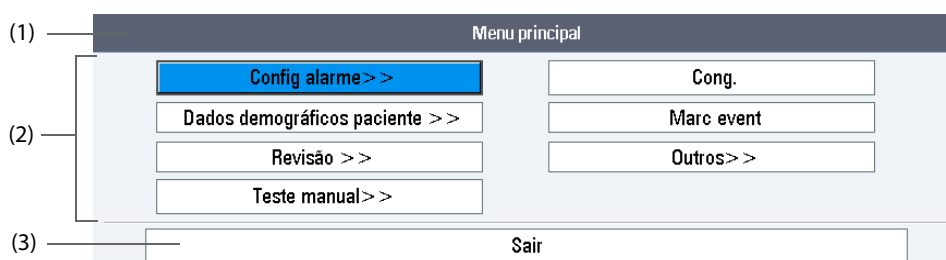 (1) Menu principal
Config alarme>> Cong.
(2) Dados demográficos paciente >> Marc event
Revisão >> Outros>>
Teste manual>>
(3) Sair